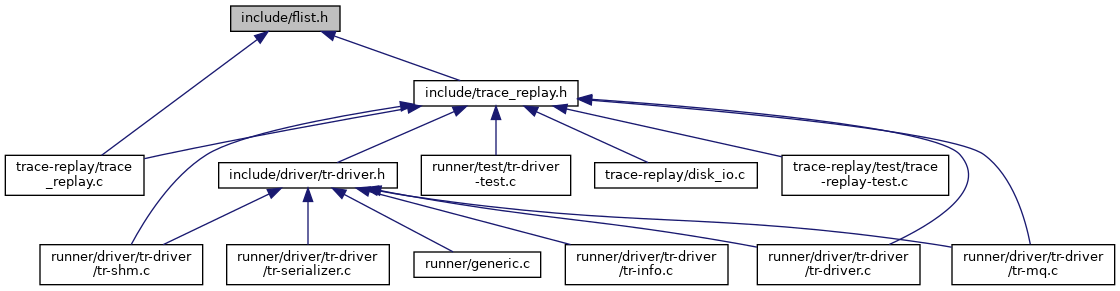 include/flist.h
include/trace_replay.h
trace-replay/trace
_replay.c
include/driver/tr-driver.h
runner/test/tr-driver
-test.c
trace-replay/disk_io.c
trace-replay/test/trace
-replay-test.c
runner/driver/tr-driver
/tr-shm.c
runner/driver/tr-driver
/tr-serializer.c
runner/generic.c
runner/driver/tr-driver
/tr-info.c
runner/driver/tr-driver
/tr-driver.c
runner/driver/tr-driver
/tr-mq.c